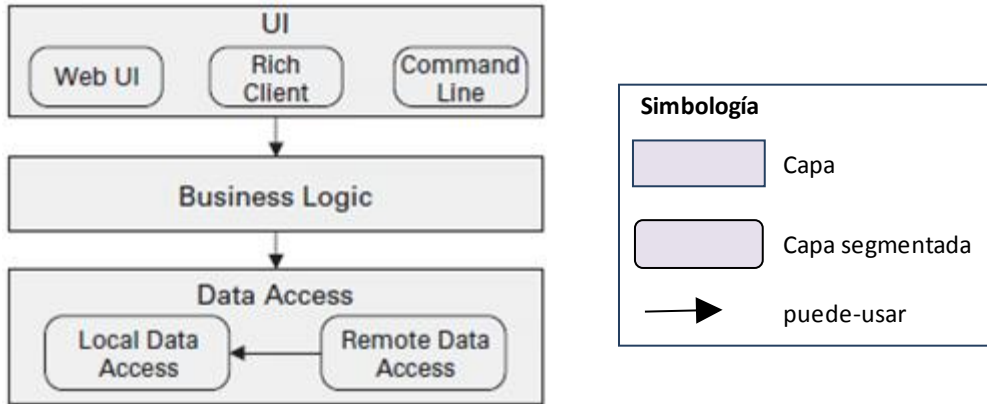 UI
Web UI
Rich
Client
Command
Line
Business Logic
Data Access
Local Data
Access
Remote Data
Access
Simbología
Capa
Capa segmentada
puede-usar